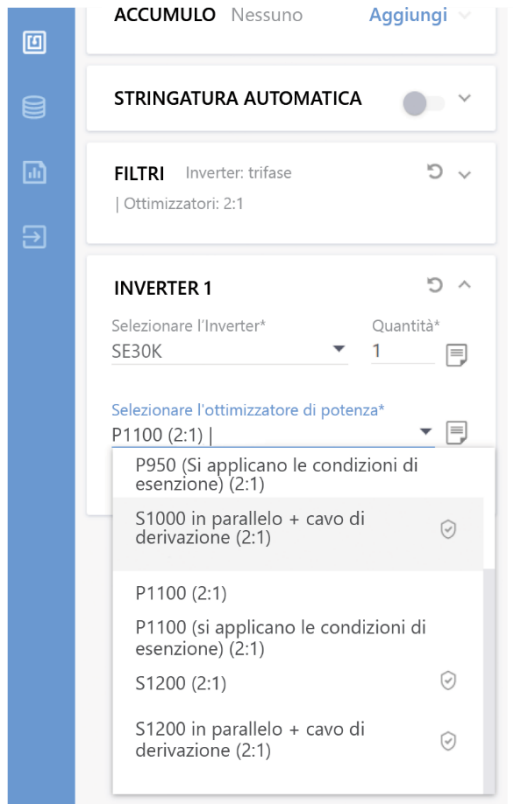 ACCUMULO Nessuno Aggiungi
STRINGATURA AUTOMATICA
FILTRI Inverter: trifase
| Ottimizzatori: 2:1
INVERTER 1
Selezionare l'Inverter* Quantità*
SE30K 1
Selezionare l'ottimizzatore di potenza*
P1100 (2:1) |
P950 (Si applicano le condizioni di
esenzione) (2:1)
S1000 in parallelo + cavo di
derivazione (2:1)
P1100 (2:1)
P1100 (si applicano le condizioni di
esenzione) (2:1)
S1200 (2:1)
S1200 in parallelo + cavo di
derivazione (2:1)